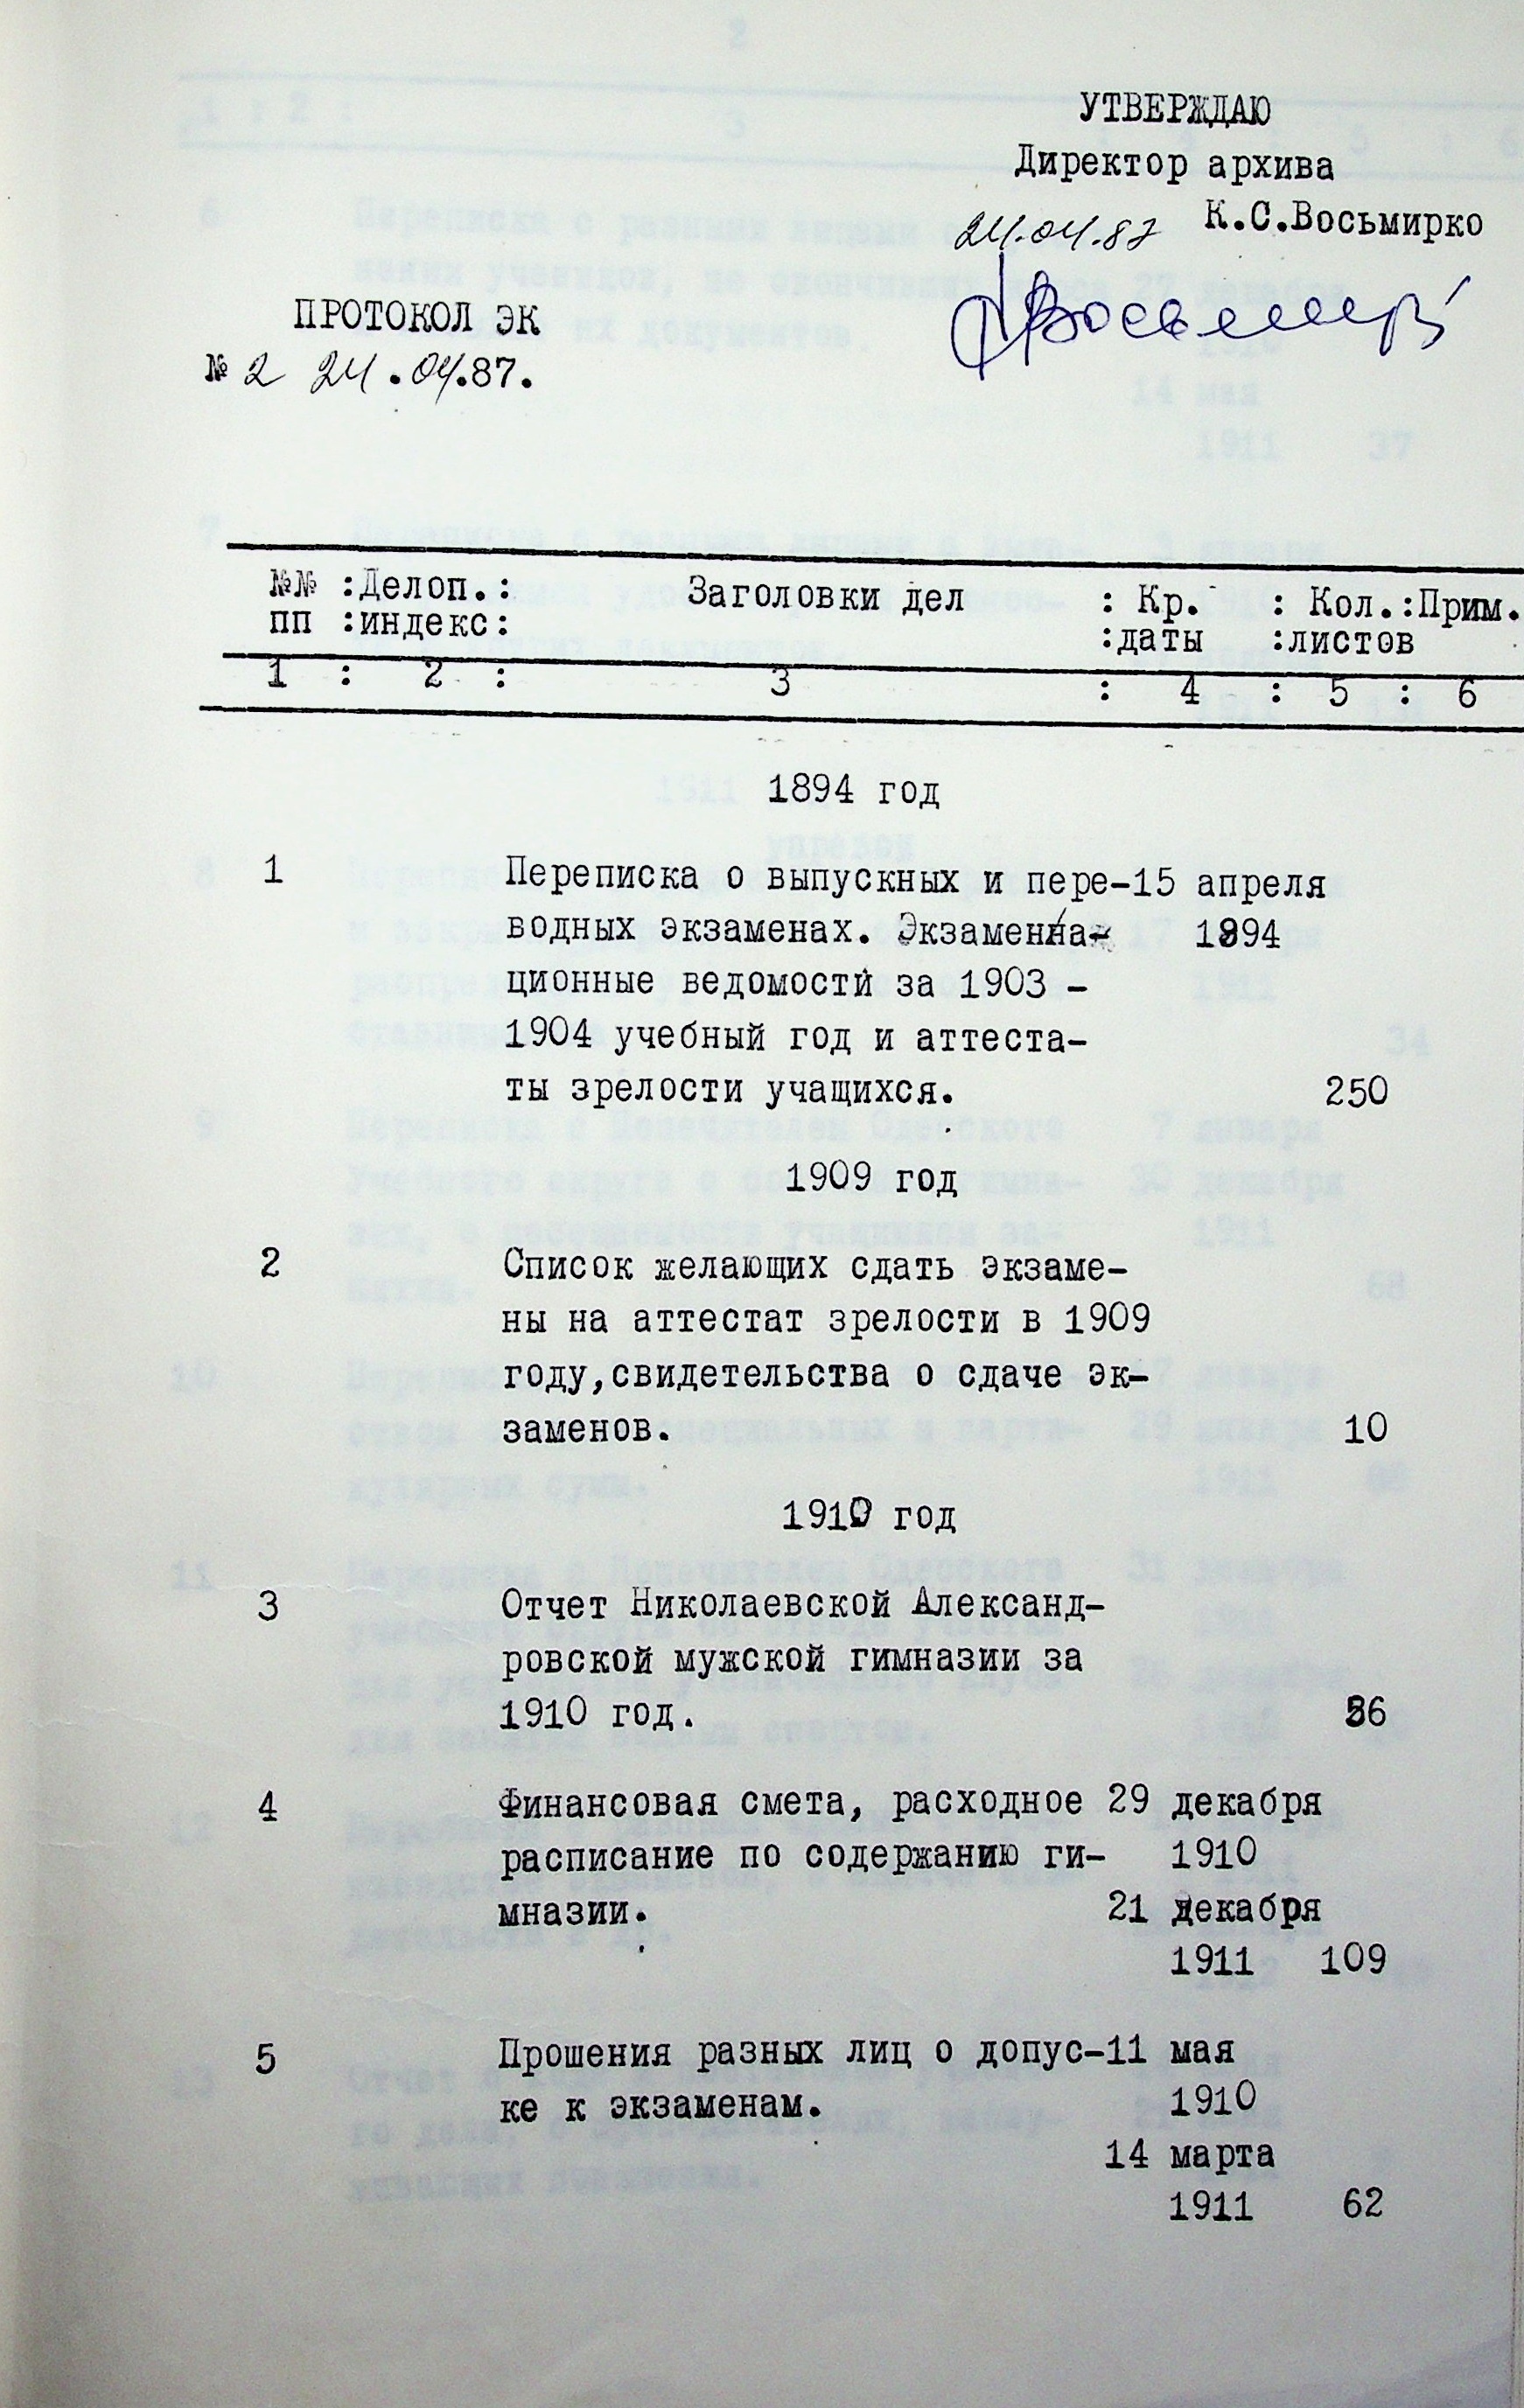 УТВЕРЖДАЮ
Директор архива
24.04.87 К.С.Восьмирко
ПРОТОКОЛ ЭК
№ 2 24.04.87.
№№ :Делоп.: Заголовки дел : Кр. : Кол.:Прим.
пп :индекс: :даты :листов
1 : 2 : 3 : 4 : 5 : 6
1894 год
1 Переписка о выпускных и пере-15 апреля
водных экзаменах. Экзамена- 1894
ционные ведомости за 1903 -
1904 учебный год и аттеста-
ты зрелости учащихся. 250
1909 год
2 Список желающих сдать экзаме-
ны на аттестат зрелости в 1909
году,свидетельства о сдаче эк-
заменов. 10
1910 год
3 Отчет Николаевской Александ-
ровской мужской гимназии за
1910 год.
4 Финансовая смета, расходное 29 декабря
расписание по содержанию ги- 1910
мназии. 21 декабря
1911 109
5 Прошения разных лиц о допус-11 мая
ке к экзаменам. 1910
14 марта
1911 62